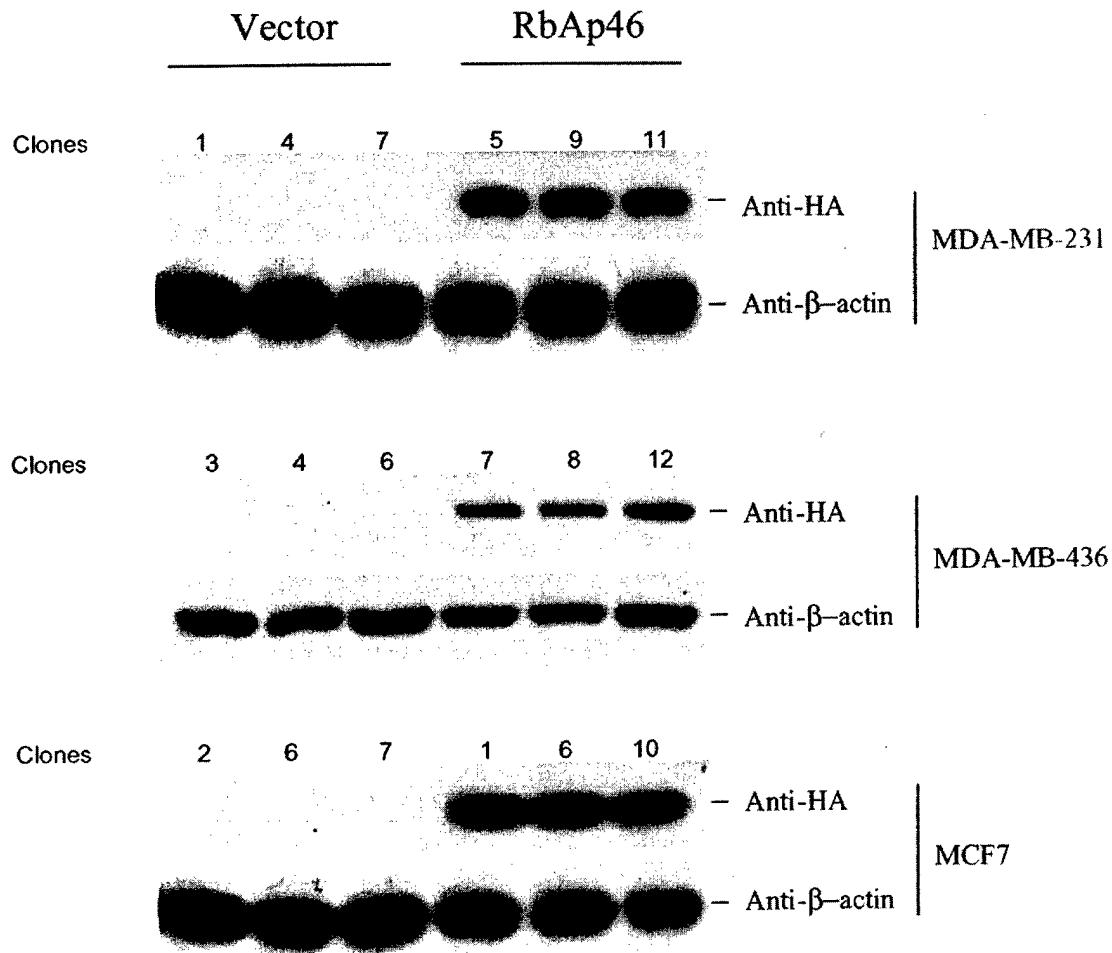 Vector RbAp46
Clones 1 4 7 5 9 11
Anti-HA
MDA-MB-231
Anti-β-actin
Clones 3 4 6 7 8 12
Anti-HA
MDA-MB-436
Anti-β-actin
Clones 2 6 7 1 6 10
Anti-HA
MCF7
Anti-β-actin